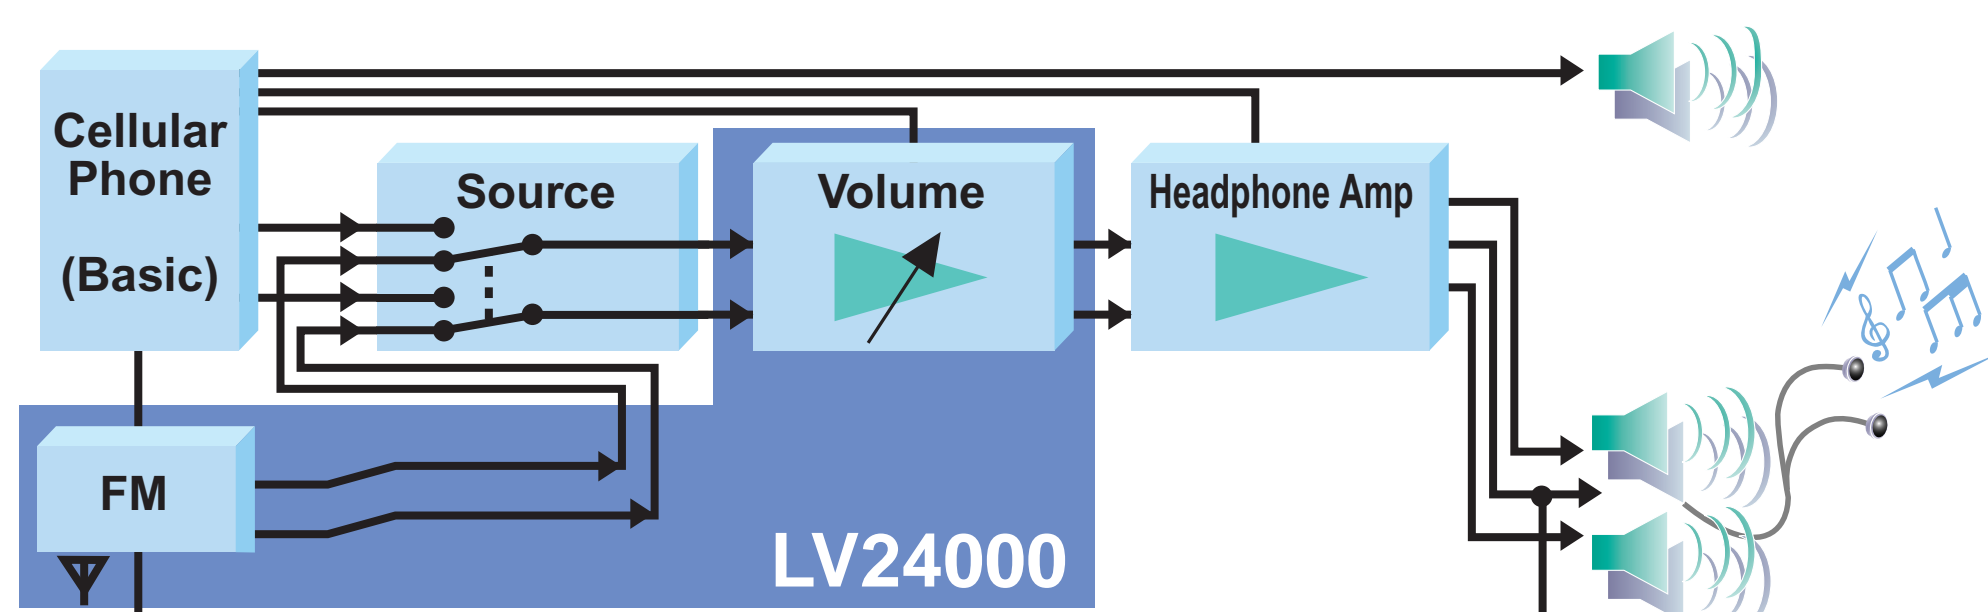 Cellular
Phone
(Basic)
Source
Volume
Headphone Amp
FM
LV24000